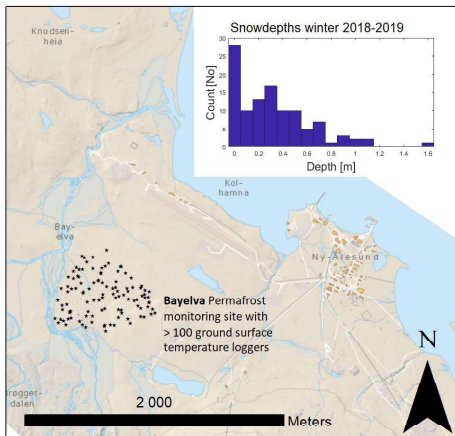 Knudsen-
heia
Snowdepths winter 2018-2019
Count [No]
30
25
20
15
10
5
0
0 0.2 0.4 0.6 0.8 1 1.2 1.4 1.6
Depth [m]
Kol-
hamna
Bay-
elva
Ny-Ålesund
Bayelva Permafrost
monitoring site with
> 100 ground surface
temperature loggers
N
Brøgger-
dalen
2 000
Meters